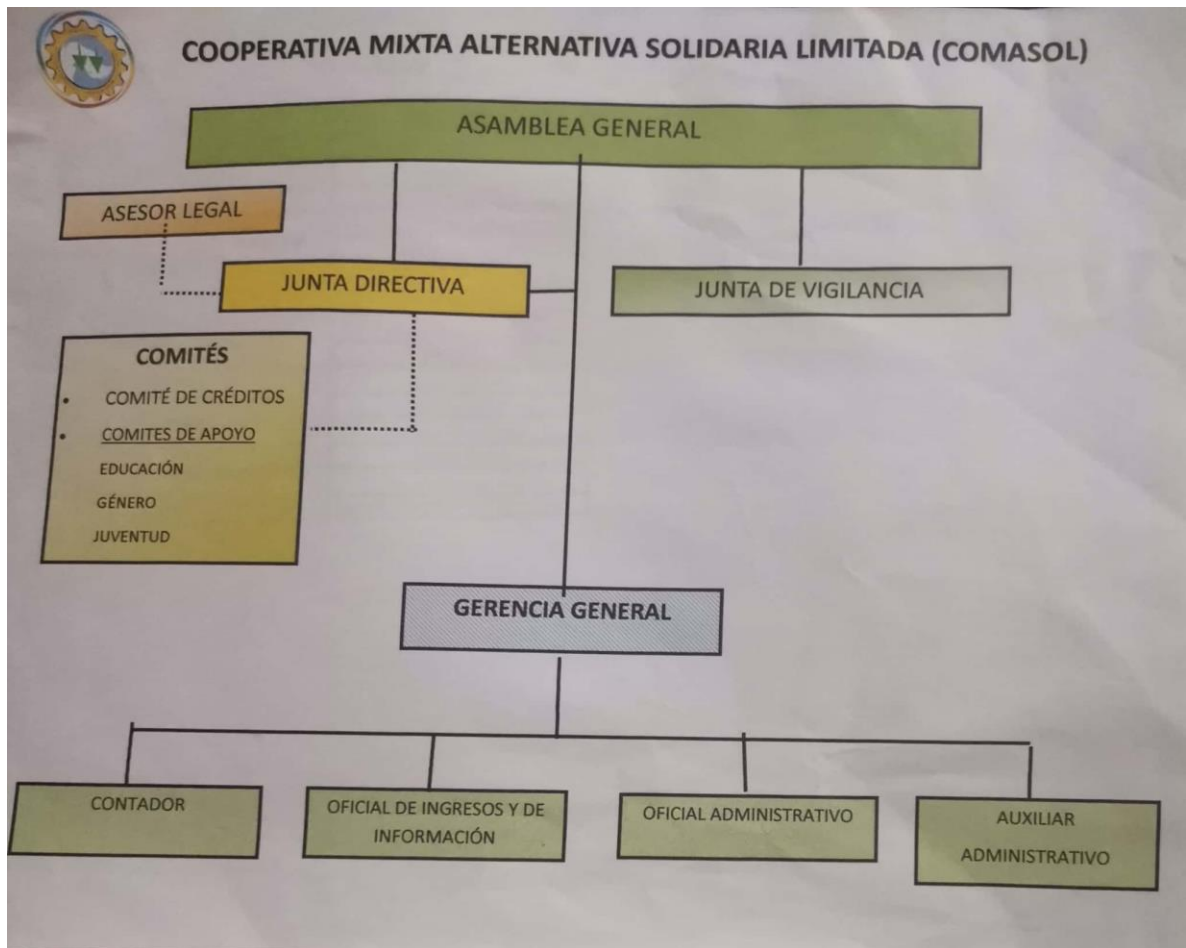 COOPERATIVA MIXTA ALTERNATIVA SOLIDARIA LIMITADA (COMASOL)
ASAMBLEA GENERAL
ASESOR LEGAL
JUNTA DIRECTIVA
JUNTA DE VIGILANCIA
COMITÉS
• COMITÉ DE CRÉDITOS
• COMITES DE APOYO
EDUCACIÓN
GÉNERO
JUVENTUD
GERENCIA GENERAL
CONTADOR
OFICIAL DE INGRESOS Y DE
INFORMACIÓN
OFICIAL ADMINISTRATIVO
AUXILIAR
ADMINISTRATIVO